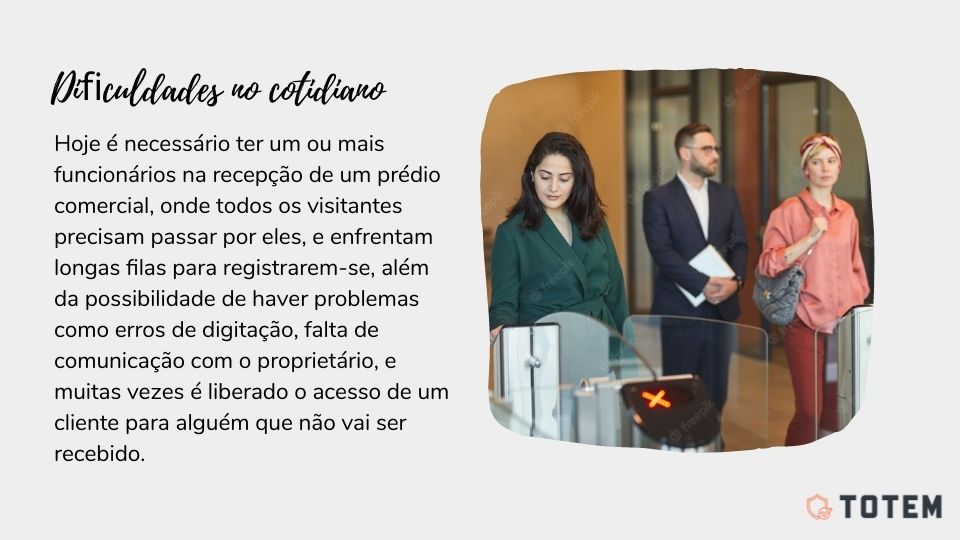 Dificuldades no cotidiano
Hoje é necessário ter um ou mais
funcionários na recepção de um prédio
comercial, onde todos os visitantes
precisam passar por eles, e enfrentam
longas filas para registrarem-se, além
da possibilidade de haver problemas
como erros de digitação, falta de
comunicação com o proprietário, e
muitas vezes é liberado o acesso de um
cliente para alguém que não vai ser
recebido.
freepik
TOTEM